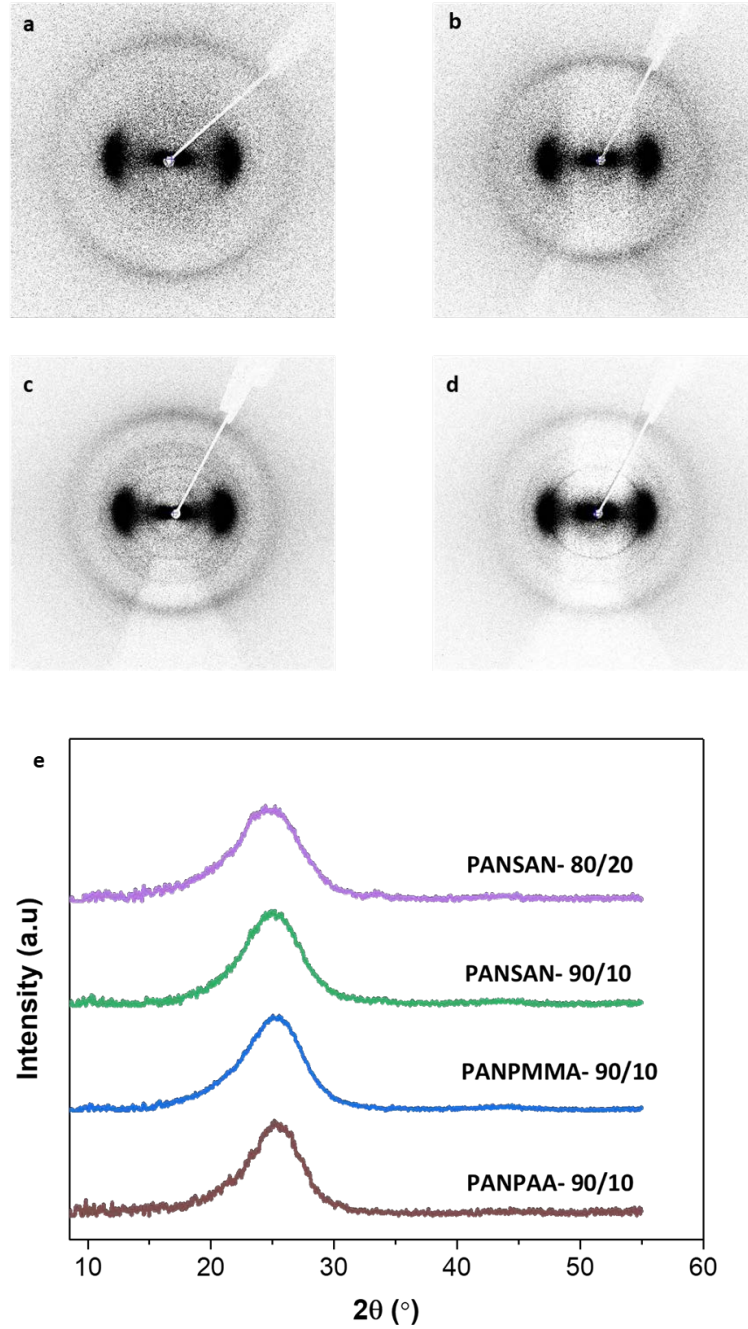 a
b
c
d
e
PANSAN- 80/20
PANSAN- 90/10
PANPMMA- 90/10
PANPAA- 90/10
Intensity (a.u)
10 20 30 40 50 60
2θ (°)